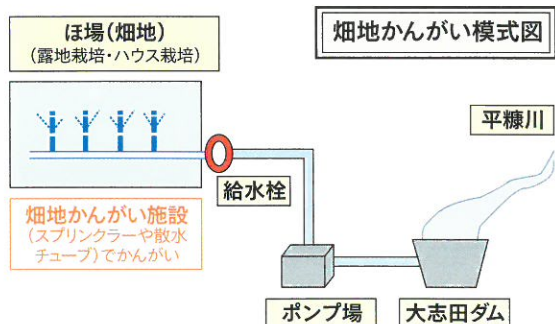 畑地かんがい模式図
ほ場(畑地)
(露地栽培・ハウス栽培)
平糠川
給水栓
畑地かんがい施設
(スプリンクラーや散水
チューブ)でかんがい
ポンプ場
大志田ダム